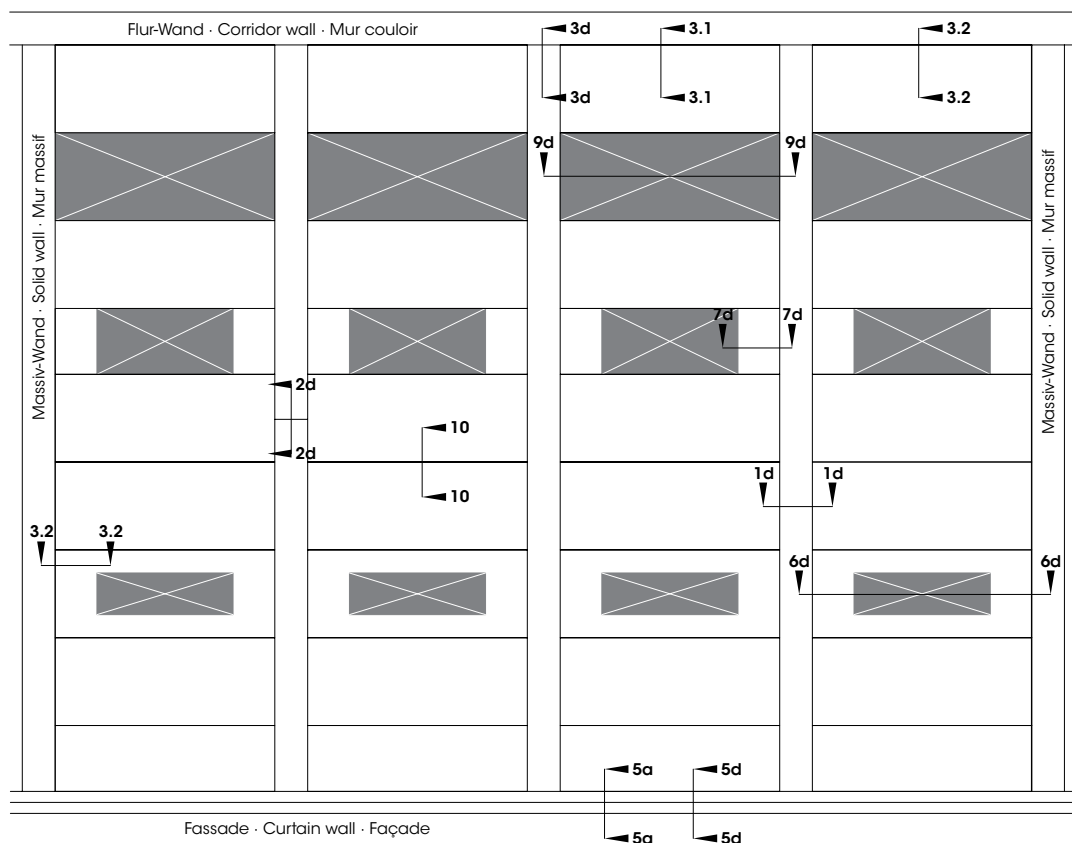 Flur-Wand · Corridor wall · Mur couloir
3d
3.1
3.2
3d
3.1
3.2
Massiv-Wand · Solid wall · Mur massif
Massiv-Wand · Solid wall · Mur massif
9d
9d
7d
7d
2d
2d
10
10
1d
1d
3.2
3.2
6d
6d
5a
5d
5a
5d
Fassade · Curtain wall · Façade